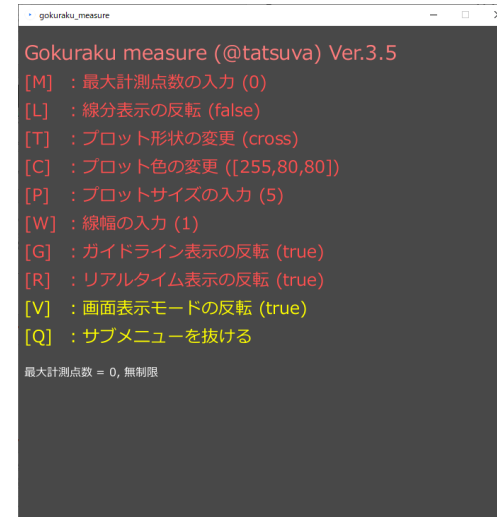 gokuraku_measure
Gokuraku measure (@tatsuva) Ver.3.5
[M] : 最大計測点数の入力 (0)
[L] : 線分表示の反転 (false)
[T] : プロット形状の変更 (cross)
[C] : プロット色の変更 ([255,80,80])
[P] : プロットサイズの入力 (5)
[W] : 線幅の入力 (1)
[G] : ガイドライン表示の反転 (true)
[R] : リアルタイム表示の反転 (true)
[V] : 画面表示モードの反転 (true)
[Q] : サブメニューを抜ける
最大計測点数 = 0, 無制限